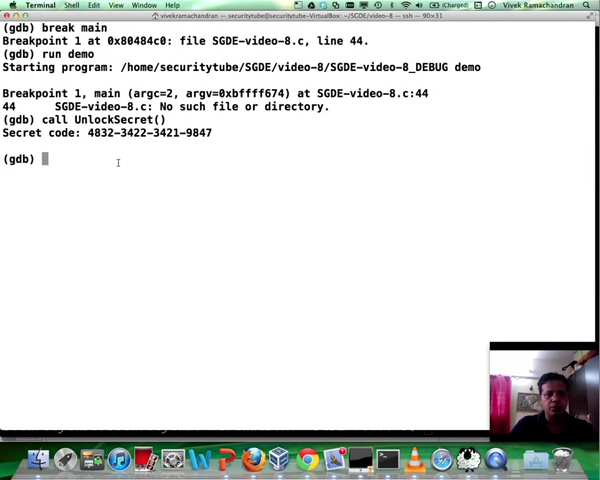 Terminal Shell Edit View Window Help (Charged) Vivek Ramachandran
vivekramachandran — securitytube@securitytube-VirtualBox: ~/SGDE/video-8 — ssh — 90×31
(gdb) break main
Breakpoint 1 at 0x80484c0: file SGDE-video-8.c, line 44.
(gdb) run demo
Starting program: /home/securitytube/SGDE/video-8/SGDE-video-8_DEBUG demo
Breakpoint 1, main (argc=2, argv=0xbffff674) at SGDE-video-8.c:44
44 SGDE-video-8.c: No such file or directory.
(gdb) call UnlockSecret()
Secret code: 4832-3422-3421-9847
(gdb)